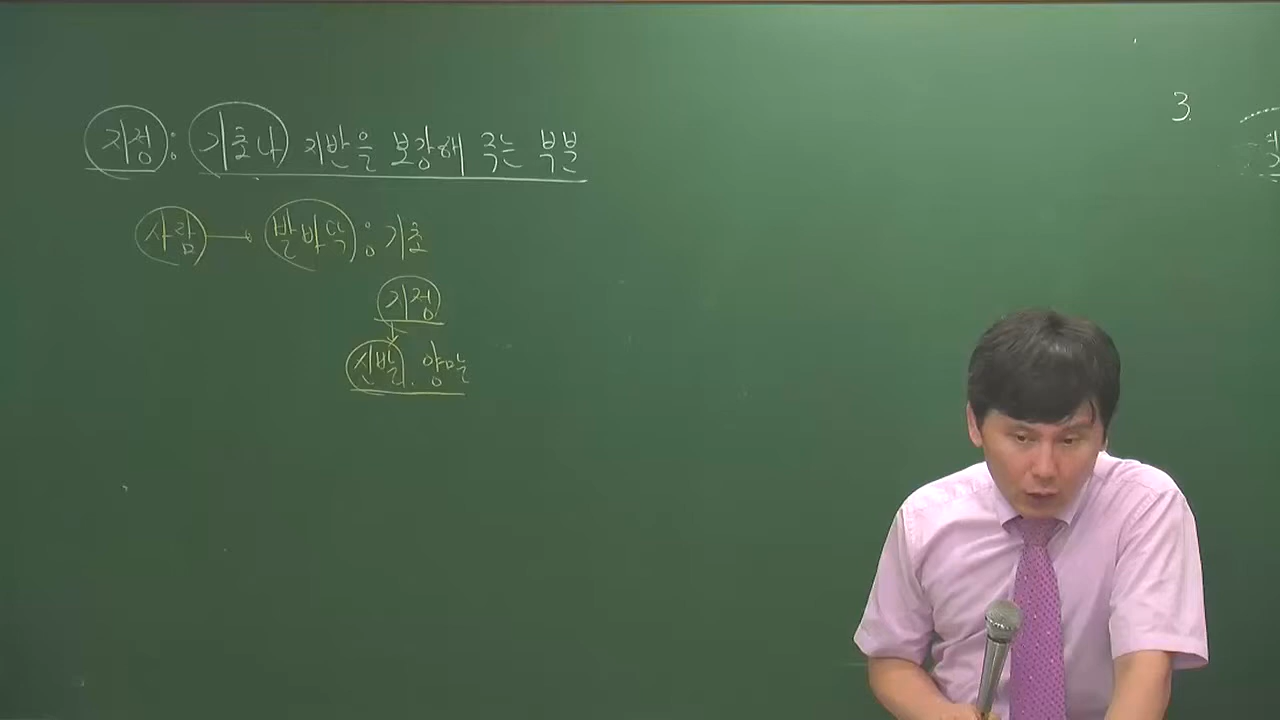 지정: 기초나 지반을 보강해 주는 부분
사람 → 발바닥: 기초
지정
↓
신발, 양말
3.